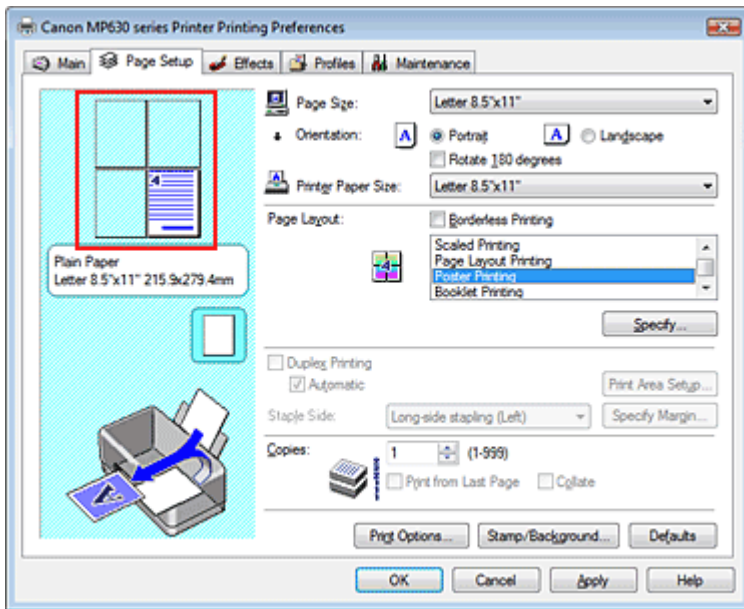 Canon MP630 series Printer Printing Preferences
Main Page Setup Effects Profiles Maintenance
Page Size: Letter 8.5"x11"
Orientation: A Portrait A Landscape
Rotate 180 degrees
Printer Paper Size: Letter 8.5"x11"
Page Layout: Borderless Printing
Scaled Printing
Page Layout Printing
Poster Printing
Booklet Printing
4
4
Plain Paper
Letter 8.5"x11" 215.9x279.4mm
Specify...
Duplex Printing
Automatic Print Area Setup...
Staple Side: Long-side stapling (Left) Specify Margin...
Copies: 1 (1-999)
Print from Last Page Collate
A
Print Options... Stamp/Background... Defaults
OK Cancel Apply Help